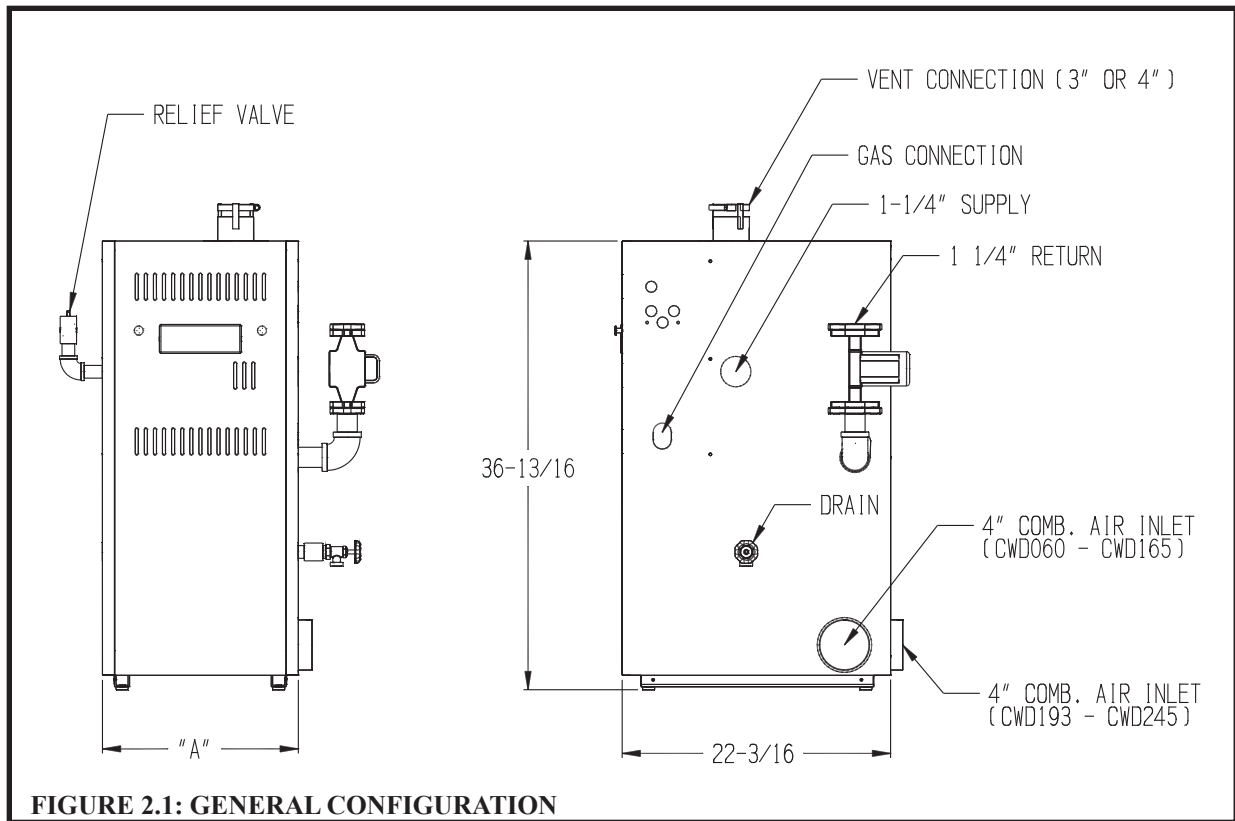 VENT CONNECTION (3" OR 4")
RELIEF VALVE
GAS CONNECTION
1-1/4" SUPPLY
1 1/4" RETURN
36-13/16
DRAIN
4" COMB. AIR INLET
(CWD060 - CWD165)
4" COMB. AIR INLET
(CWD193 - CWD245)
"A"
22-3/16
FIGURE 2.1: GENERAL CONFIGURATION